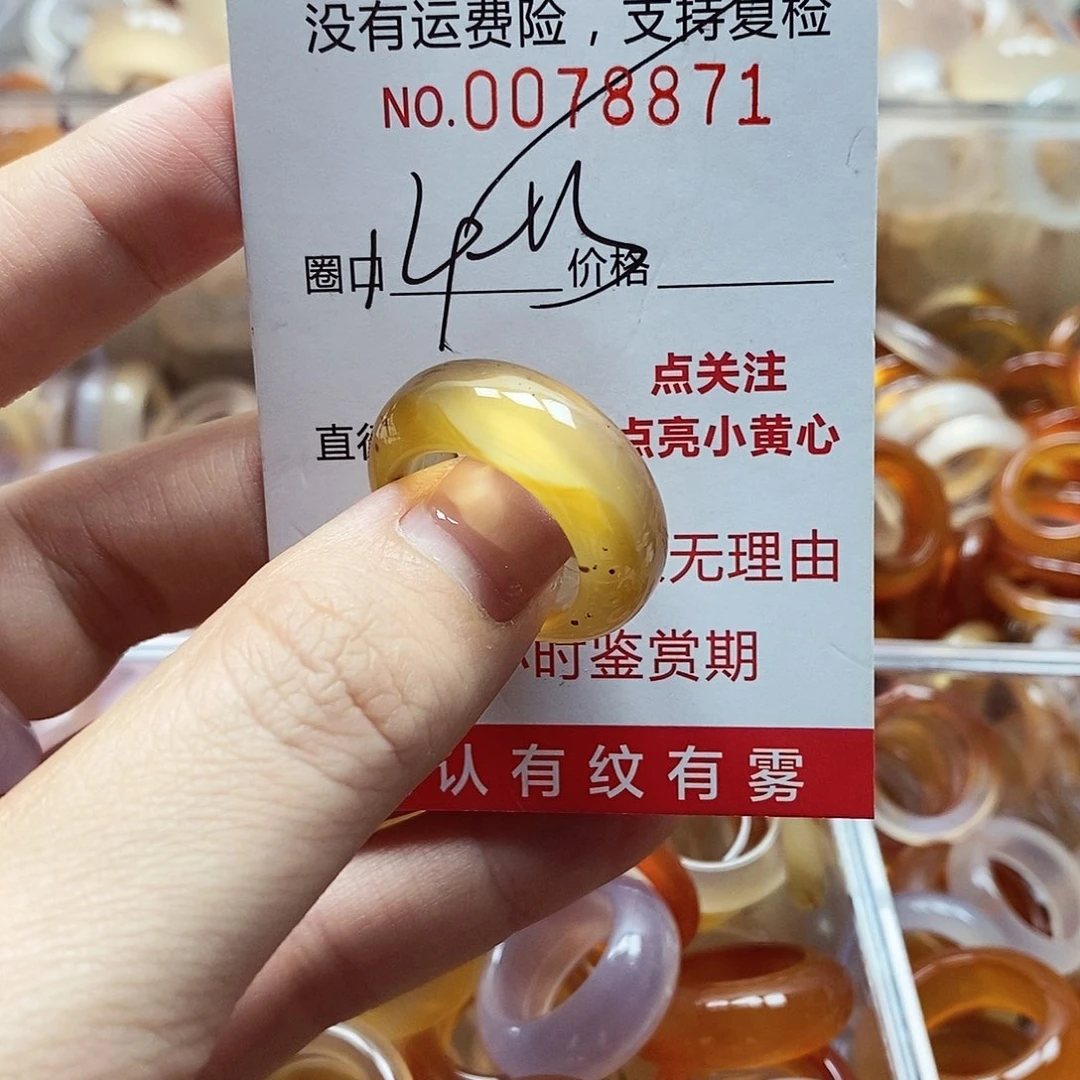 没有运费险，支持复检
NO.0078871
圈口 价格
点关注
直径 点亮小黄心
无理由
时鉴赏期
认有纹有雾